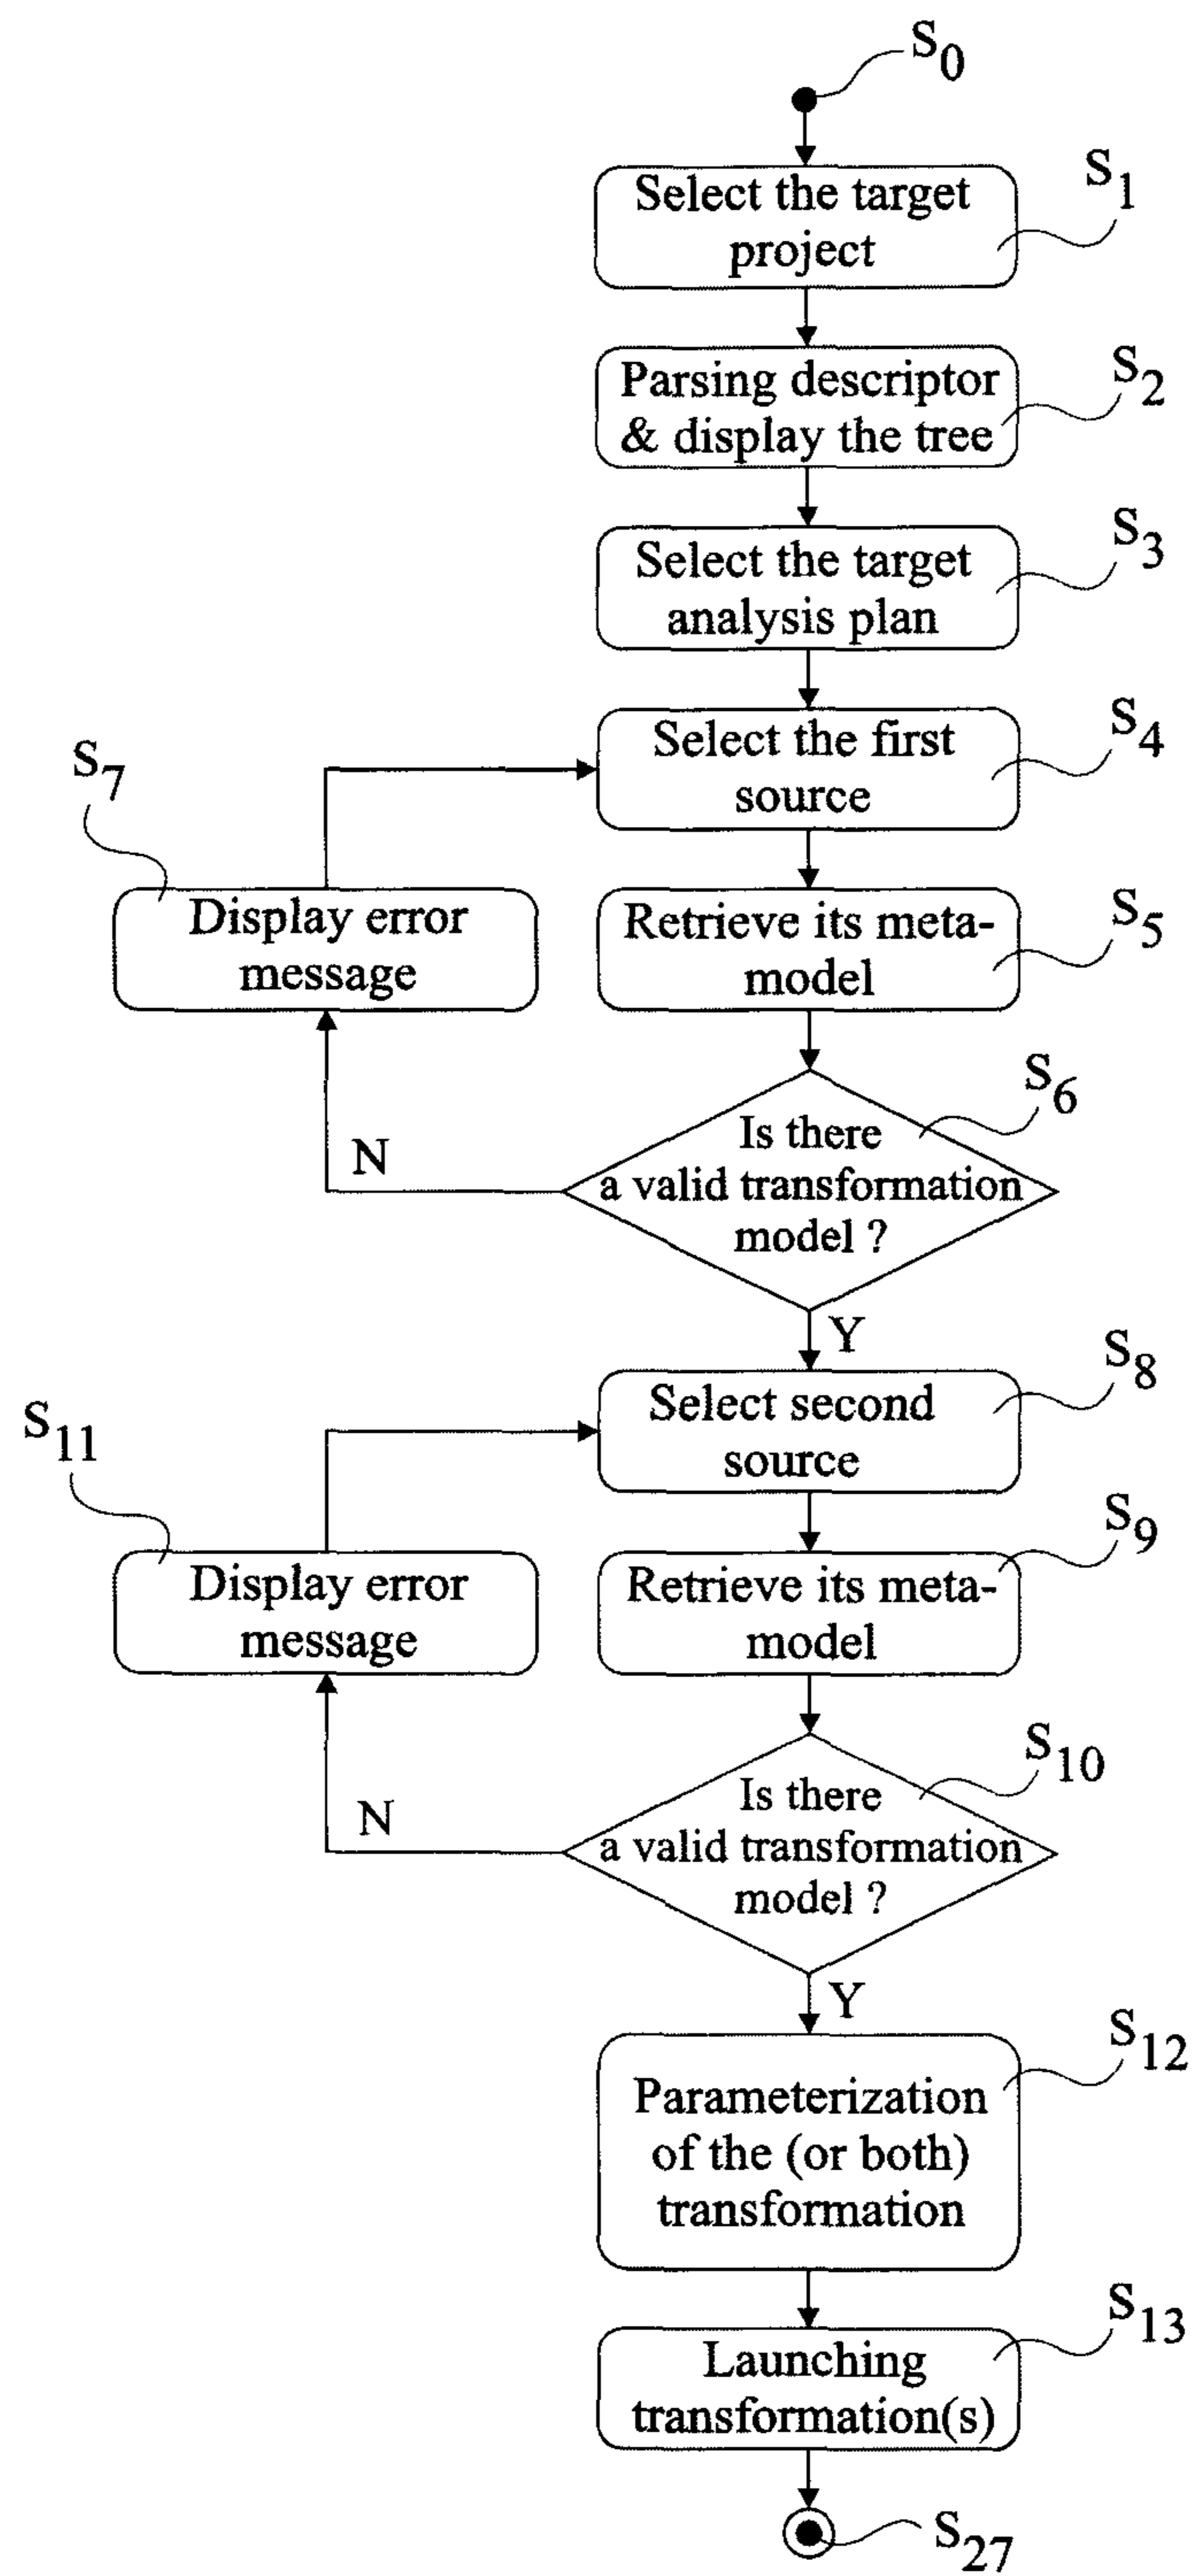 S0
Select the target
project
S1
Parsing descriptor
& display the tree
S2
Select the target
analysis plan
S3
Select the first
source
S4
S7
Display error
message
Retrieve its meta-
model
S5
S6
Is there
a valid transformation
model ?
N
Y
Select second
source
S8
S11
Display error
message
Retrieve its meta-
model
S9
S10
Is there
a valid transformation
model ?
N
Y
Parameterization
of the (or both)
transformation
S12
Launching
transformation(s)
S13
S27